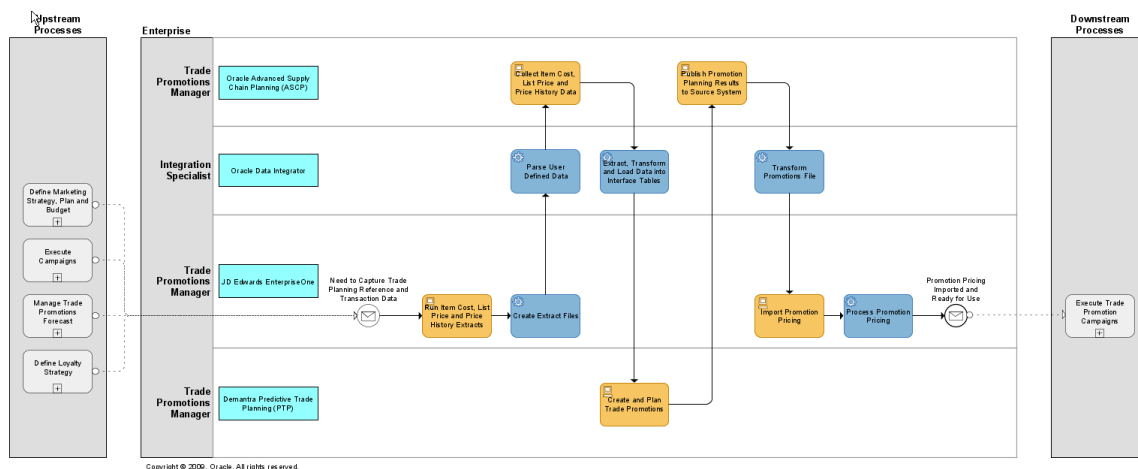 Upstream
Processes
Enterprise
Downstream
Processes
Trade
Promotions
Manager
Oracle Advanced Supply
Chain Planning (ASCP)
Collect Item Cost,
List Price and
Price History Data
Publish Promotion
Planning Results
to Source System
Integration
Specialist
Oracle Data Integrator
Parse User
Defined Data
Extract, Transform
and Load Data into
Interface Tables
Transform
Promotions File
Define Marketing
Strategy, Plan and
Budget
Execute
Campaigns
Manage Trade
Promotions
Forecast
Define Loyalty
Strategy
Trade
Promotions
Manager
JD Edwards EnterpriseOne
Need to Capture Trade
Planning Reference and
Transaction Data
Run Item Cost, List
Price and Price
History Extracts
Create Extract Files
Import Promotion
Pricing
Process Promotion
Pricing
Promotion Pricing
Imported and
Ready for Use
Execute Trade
Promotion
Campaigns
Trade
Promotions
Manager
Demantra Predictive Trade
Planning (PTP)
Create and Plan
Trade Promotions
Copyright © 2009, Oracle. All rights reserved.